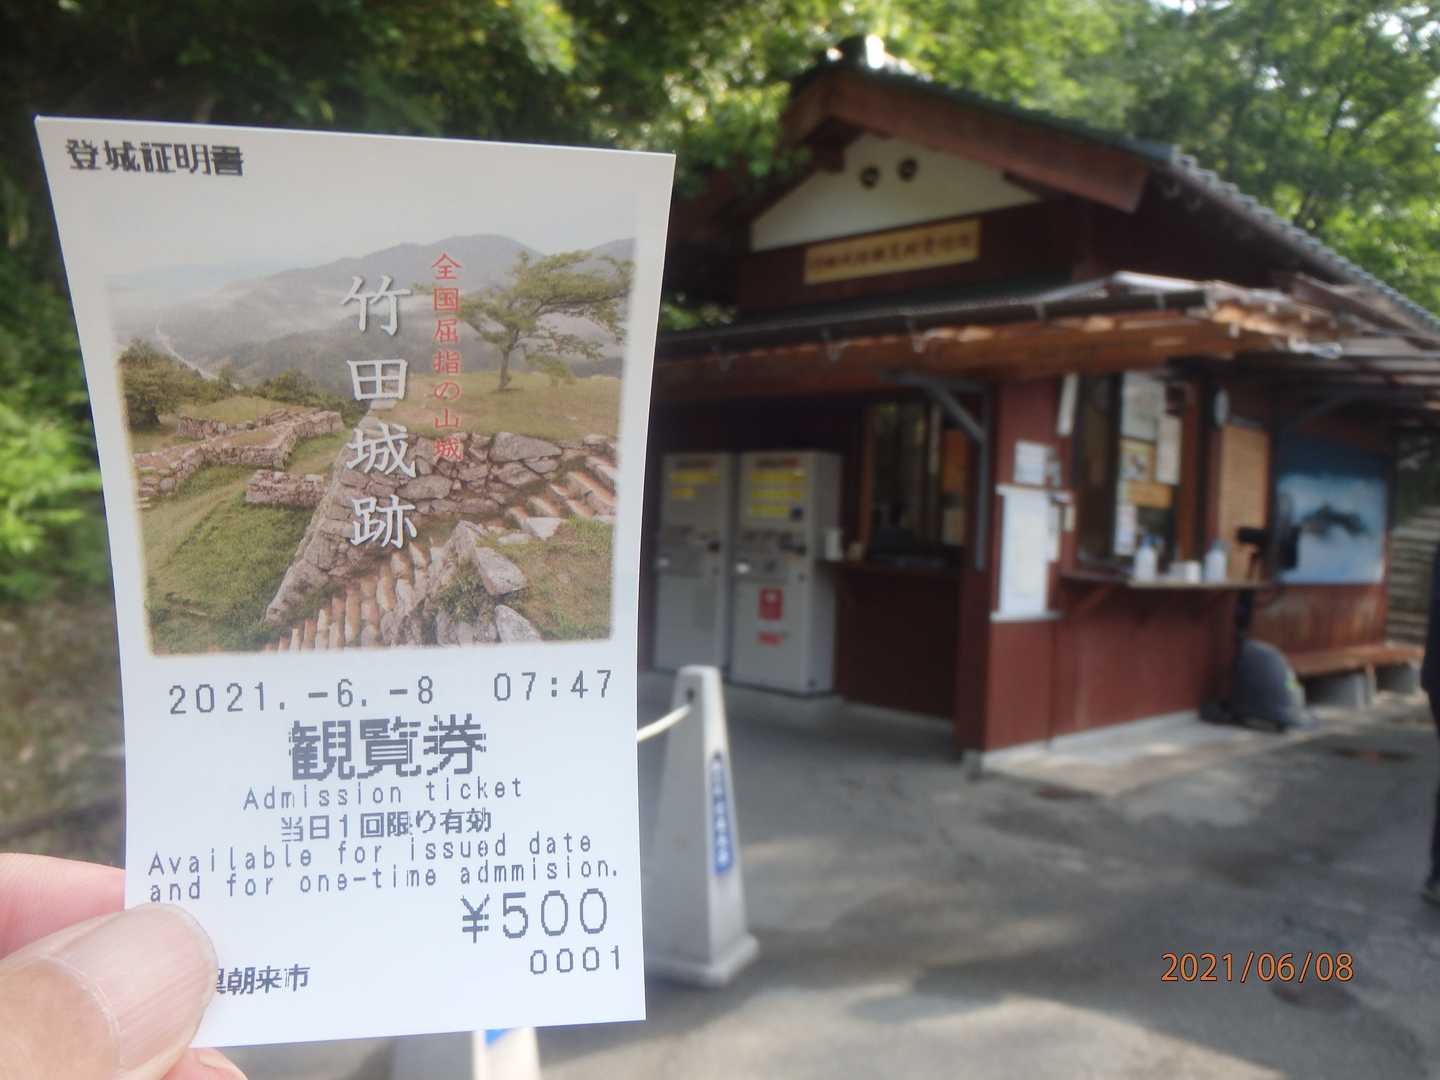 登城証明書
全国屈指の山城
竹田城跡
2021.-6.-8 07:47
観覧券
Admission ticket
当日1回限り有効
Available for issued date
and for one-time admmision.
¥500
0001
朝来市
2021/06/08